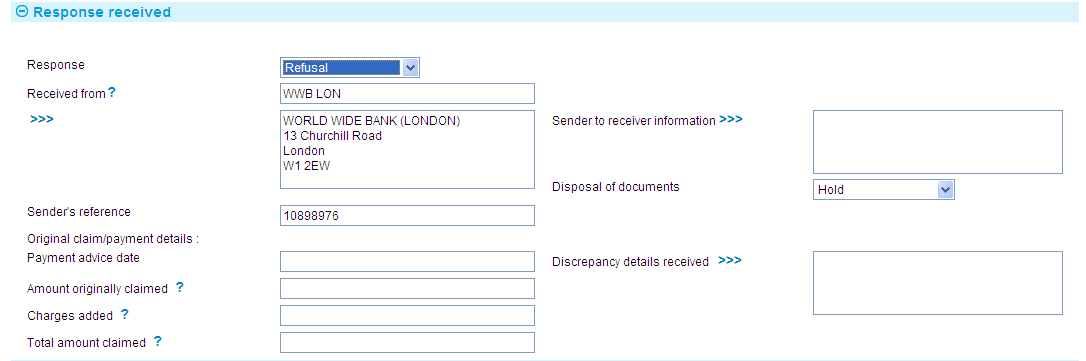 Response received
Response Refusal
Received from ? WWB LON
>>> WORLD WIDE BANK (LONDON)
13 Churchill Road
London
W1 2EW
Sender to receiver information >>>
Disposal of documents Hold
Sender's reference 10898976
Original claim/payment details :
Payment advice date
Discrepancy details received >>>
Amount originally claimed ?
Charges added ?
Total amount claimed ?